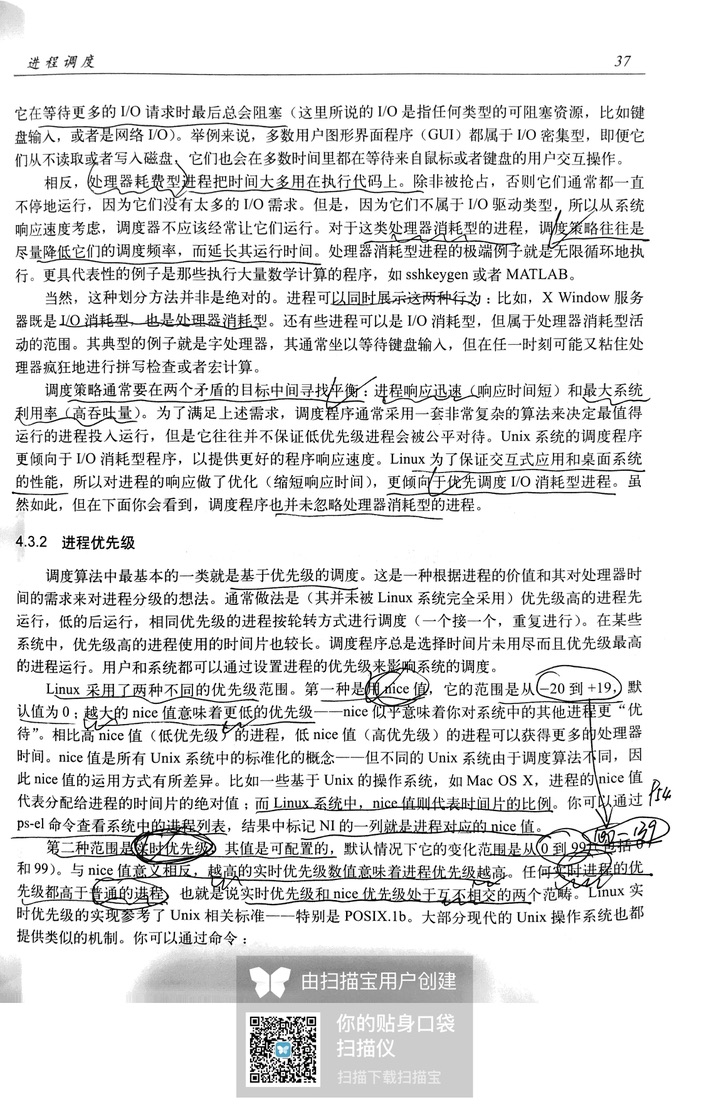 进程调度 37
它在等待更多的 I/O 请求时最后总会阻塞（这里所说的 I/O 是指任何类型的可阻塞资源，比如键
盘输入，或者是网络 I/O）。举例来说，多数用户图形界面程序（GUI）都属于 I/O 密集型，即便它
们从不读取或者写入磁盘，它们也会在多数时间里都在等待来自鼠标或者键盘的用户交互操作。
相反，处理器耗费型进程把时间大多用在执行代码上。除非被抢占，否则它们通常都一直
不停地运行，因为它们没有太多的 I/O 需求。但是，因为它们不属于 I/O 驱动类型，所以从系统
响应速度考虑，调度器不应该经常让它们运行。对于这类处理器消耗型的进程，调度策略往往是
尽量降低它们的调度频率，而延长其运行时间。处理器消耗型进程的极端例子就是无限循环地执
行。更具代表性的例子是那些执行大量数学计算的程序，如 sshkeygen 或者 MATLAB。
当然，这种划分方法并非是绝对的。进程可以同时展示这两种行为：比如，X Window 服务
器既是 I/O 消耗型，也是处理器消耗型。还有些进程可以是 I/O 消耗型，但属于处理器消耗型活
动的范围。其典型的例子就是字处理器，其通常坐以等待键盘输入，但在任一时刻可能又粘住处
理器疯狂地进行拼写检查或者宏计算。
调度策略通常要在两个矛盾的目标中间寻找平衡：进程响应迅速（响应时间短）和最大系统
利用率（高吞吐量）。为了满足上述需求，调度程序通常采用一套非常复杂的算法来决定最值得
运行的进程投入运行，但是它往往并不保证低优先级进程会被公平对待。Unix 系统的调度程序
更倾向于 I/O 消耗型程序，以提供更好的程序响应速度。Linux 为了保证交互式应用和桌面系统
的性能，所以对进程的响应做了优化（缩短响应时间），更倾向于优先调度 I/O 消耗型进程。虽
然如此，但在下面你会看到，调度程序也并未忽略处理器消耗型的进程。
4.3.2 进程优先级
调度算法中最基本的一类就是基于优先级的调度。这是一种根据进程的价值和其对处理器时
间的需求来对进程分级的想法。通常做法是（其并未被 Linux 系统完全采用）优先级高的进程先
运行，低的后运行，相同优先级的进程按轮转方式进行调度（一个接一个，重复进行）。在某些
系统中，优先级高的进程使用的时间片也较长。调度程序总是选择时间片未用尽而且优先级最高
的进程运行。用户和系统都可以通过设置进程的优先级来影响系统的调度。
Linux 采用了两种不同的优先级范围。第一种是用 nice 值，它的范围是从 –20 到 +19，默
认值为 0；越大的 nice 值意味着更低的优先级——nice 似乎意味着你对系统中的其他进程更“优
待”。相比高 nice 值（低优先级）的进程，低 nice 值（高优先级）的进程可以获得更多的处理器
时间。nice 值是所有 Unix 系统中的标准化的概念——但不同的 Unix 系统由于调度算法不同，因
此 nice 值的运用方式有所差异。比如一些基于 Unix 的操作系统，如 Mac OS X，进程的 nice 值
代表分配给进程的时间片的绝对值；而 Linux 系统中，nice 值则代表时间片的比例。你可以通过
P54
ps-el 命令查看系统中的进程列表，结果中标记 NI 的一列就是进程对应的 nice 值。
100-139
第二种范围是实时优先级，其值是可配置的，默认情况下它的变化范围是从 0 到 99（包括 0
和 99）。与 nice 值意义相反，越高的实时优先级数值意味着进程优先级越高。任何实时进程的优
先级都高于普通的进程，也就是说实时优先级和 nice 优先级处于互不相交的两个范畴。Linux 实
时优先级的实现参考了 Unix 相关标准——特别是 POSIX.1b。大部分现代的 Unix 操作系统也都
提供类似的机制。你可以通过命令：
由扫描宝用户创建
你的贴身口袋
扫描仪
扫描下载扫描宝